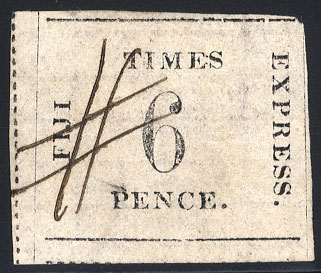 FIJI
TIMES
EXPRESS.
6
PENCE.